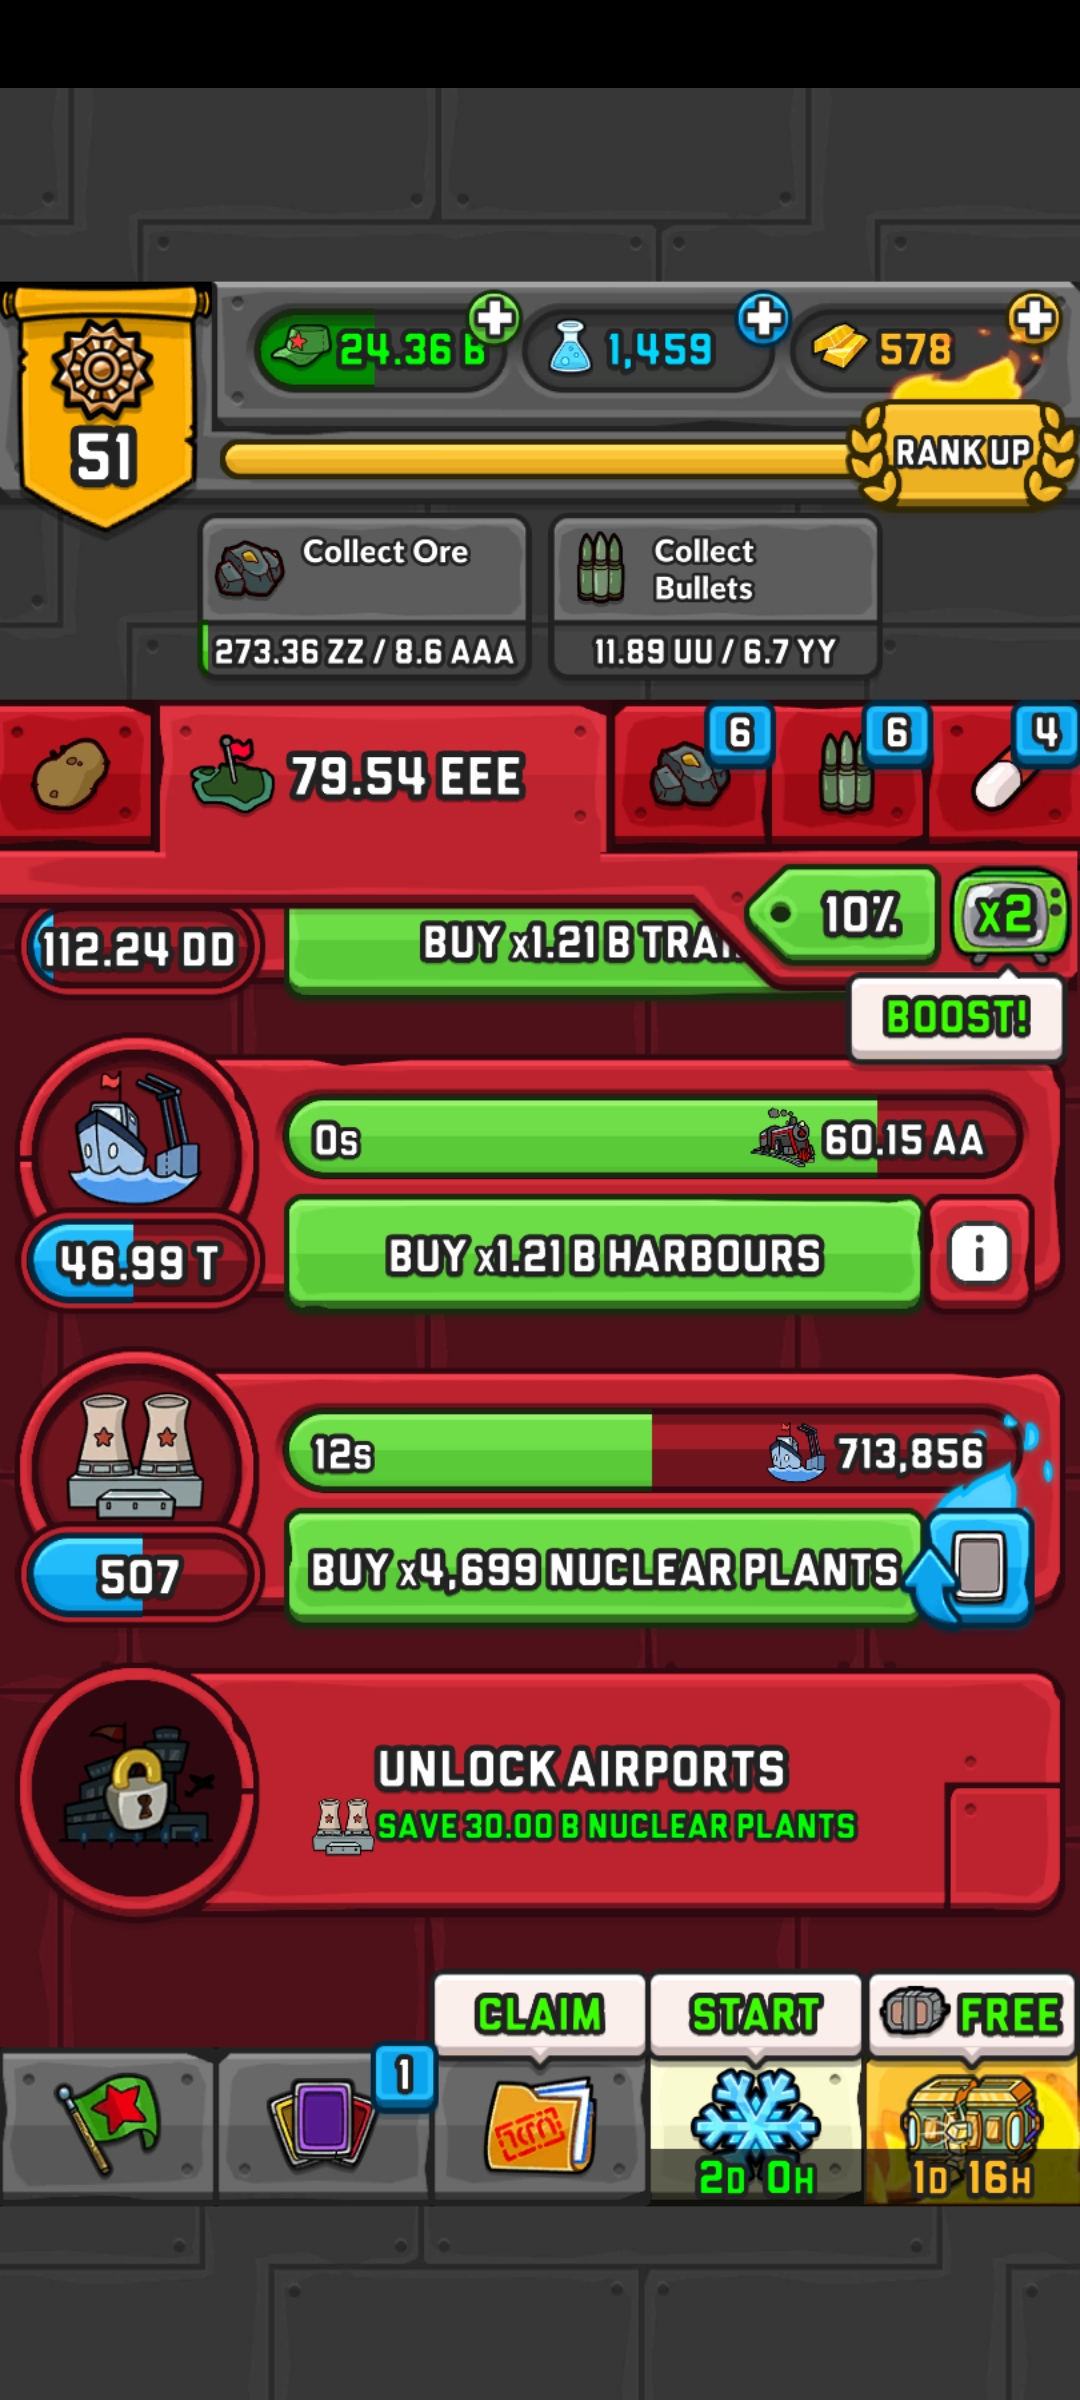 24.36 B
1,459
578
51
RANK UP
Collect Ore
273.36 ZZ / 8.6 AAA
Collect
Bullets
11.89 UU / 6.7 YY
79.54 EEE
6
6
4
10%
x2
BOOST!
112.24 DD
BUY x1.21 B TRAI
0s
60.15 AA
46.99 T
BUY x1.21 B HARBOURS
i
12s
713,856
507
BUY x4,699 NUCLEAR PLANTS
UNLOCK AIRPORTS
SAVE 30.00 B NUCLEAR PLANTS
CLAIM
START
FREE
1
2D 0H
1D 16H